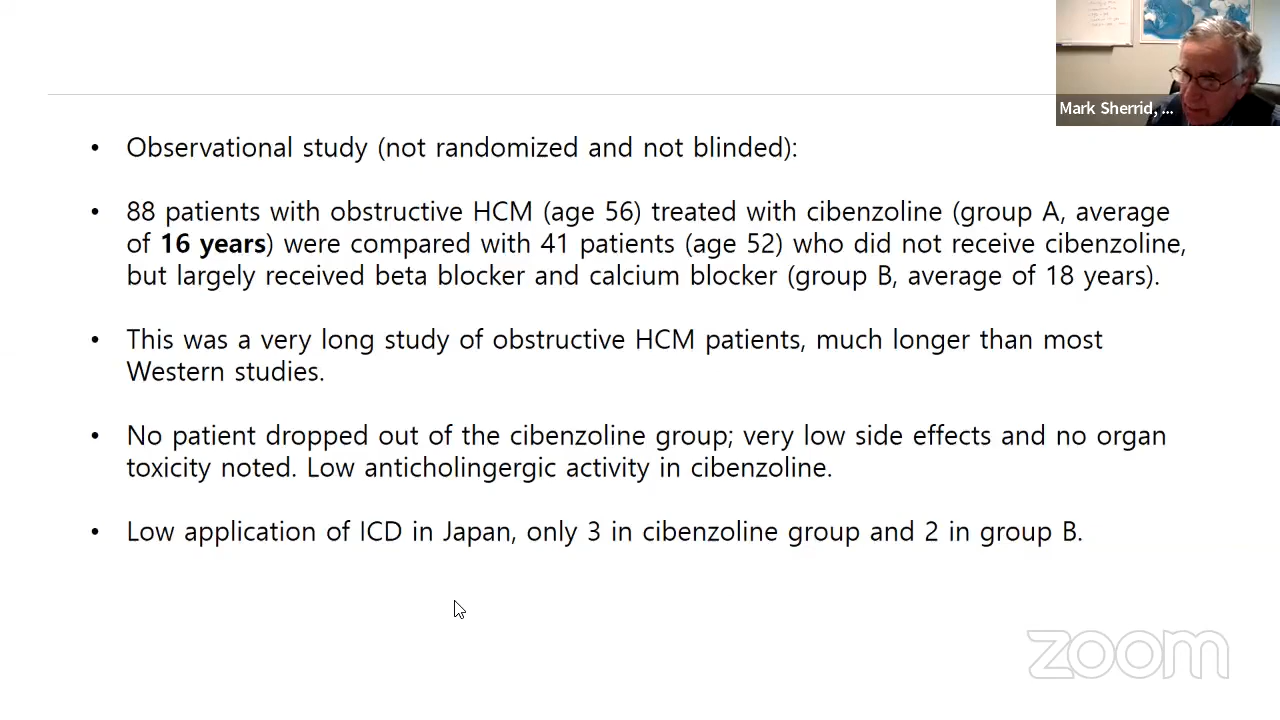 Mark Sherrid, ...
• Observational study (not randomized and not blinded):
• 88 patients with obstructive HCM (age 56) treated with cibenzoline (group A, average
of 16 years) were compared with 41 patients (age 52) who did not receive cibenzoline,
but largely received beta blocker and calcium blocker (group B, average of 18 years).
• This was a very long study of obstructive HCM patients, much longer than most
Western studies.
• No patient dropped out of the cibenzoline group; very low side effects and no organ
toxicity noted. Low anticholingergic activity in cibenzoline.
• Low application of ICD in Japan, only 3 in cibenzoline group and 2 in group B.
zoom